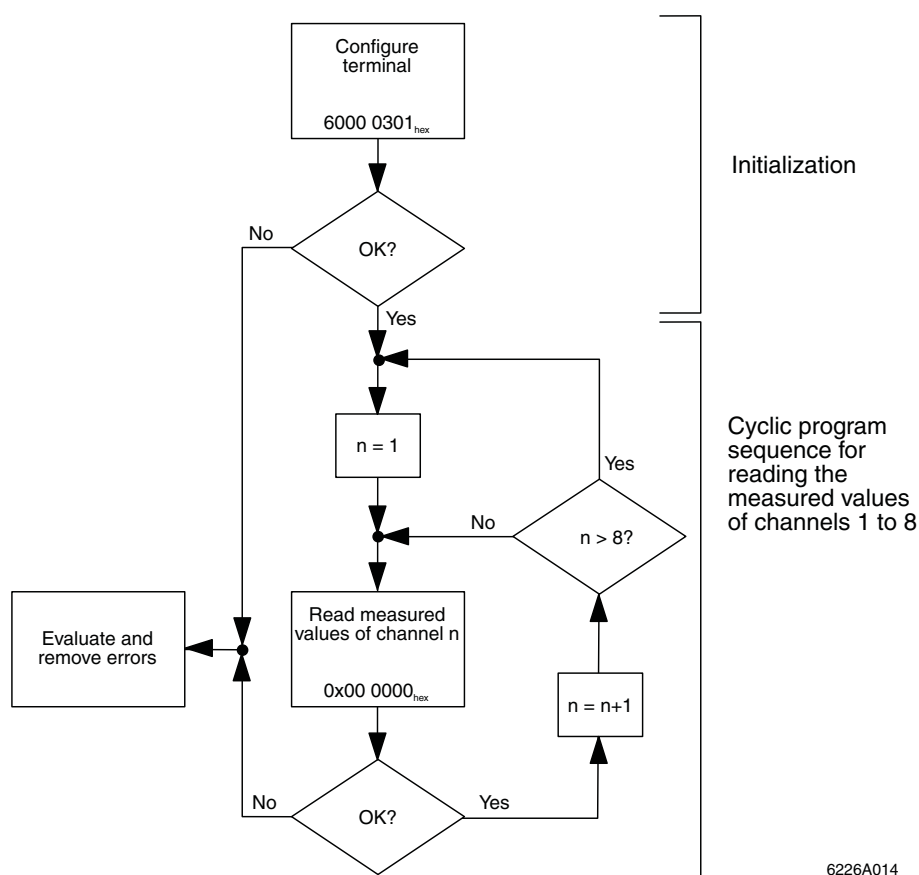 Configure
terminal
6000 0301hex
Initialization
No
OK?
Yes
n = 1
Yes
Cyclic program
sequence for
reading the
measured values
of channels 1 to 8
No
n > 8?
Evaluate and
remove errors
Read measured
values of channel n
0x00 0000hex
n = n+1
No
OK?
Yes
6226A014